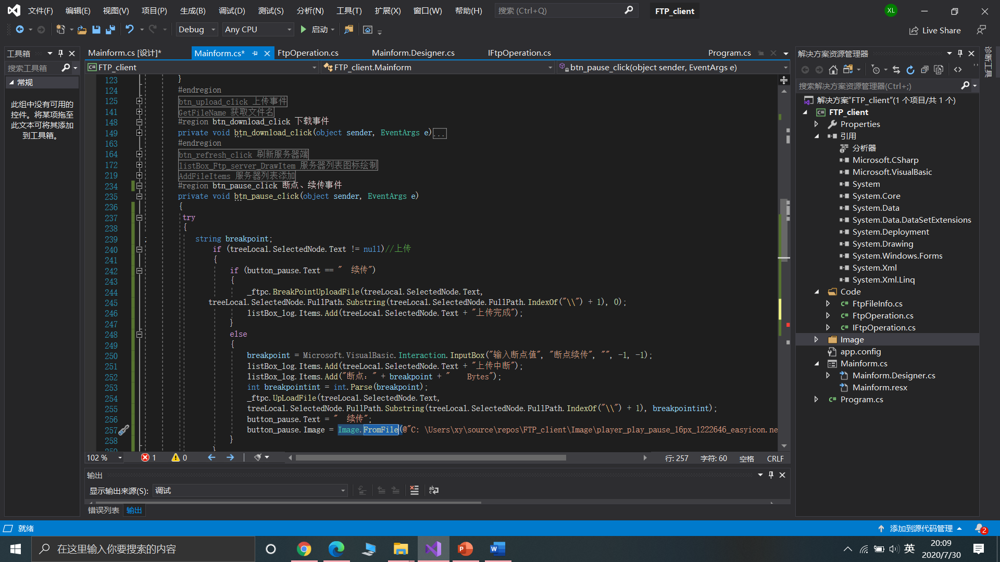 文件(F) 编辑(E) 视图(V) 项目(P) 生成(B) 调试(D) 测试(S) 分析(N) 工具(T) 扩展(X) 窗口(W) 帮助(H) 搜索 (Ctrl+Q) FTP_client XL
Debug Any CPU 启动 Live Share
工具箱
搜索工具箱
常规
此组中没有可用的
控件。将某项拖至
此文本可将其添加
到工具箱。
Mainform.cs [设计]* Mainform.cs* FtpOperation.cs Mainform.Designer.cs IFtpOperation.cs Program.cs
FTP_client FTP_client.Mainform btn_pause_click(object sender, EventArgs e)
123 }
124 #endregion
125 btn_upload_click 上传事件
141 GetFileName 获取文件名
148 #region btn_download_click 下载事件
149 private void btn_download_click(object sender, EventArgs e)...
163 #endregion
164 btn_refresh_click 刷新服务器端
172 listBox_Ftp_server_DrawItem 服务器列表图标绘制
219 AddFileItems 服务器列表添加
234 #region btn_pause_click 断点、续传事件
235 private void btn_pause_click(object sender, EventArgs e)
236 {
237 try
238 {
239 ; string breakpoint;
240 if (treeLocal.SelectedNode.Text != null)//上传
241 {
242 if (button_pause.Text == "  续传")
243 {
244 _ftpc.BreakPointUploadFile(treeLocal.SelectedNode.Text,
245 treeLocal.SelectedNode.FullPath.Substring(treeLocal.SelectedNode.FullPath.IndexOf("\\") + 1), 0);
246 listBox_log.Items.Add(treeLocal.SelectedNode.Text + "上传完成");
247 }
248 else
249 {
250 breakpoint = Microsoft.VisualBasic.Interaction.InputBox("输入断点值", "断点续传", "", -1, -1);
251 listBox_log.Items.Add(treeLocal.SelectedNode.Text + "上传中断");
252 listBox_log.Items.Add("断点：" + breakpoint + "    Bytes");
253 int breakpointint = int.Parse(breakpoint);
254 _ftpc.UpLoadFile(treeLocal.SelectedNode.Text,
255 treeLocal.SelectedNode.FullPath.Substring(treeLocal.SelectedNode.FullPath.IndexOf("\\") + 1), breakpointint);
256 button_pause.Text = "  续传";
257 button_pause.Image = Image.FromFile(@"C: \Users\xy\source\repos\FTP_client\Image\player_play_pause_16px_1222646_easyicon.ne
258 }
259 }
102 % 1 0 行: 257 字符: 60 空格 CRLF
输出
显示输出来源(S): 调试
错误列表 输出
解决方案资源管理器
搜索解决方案资源管理器(Ctrl+;)
解决方案"FTP_client"(1 个项目/共 1 个)
FTP_client
Properties
引用
分析器
Microsoft.CSharp
Microsoft.VisualBasic
System
System.Core
System.Data
System.Data.DataSetExtensions
System.Deployment
System.Drawing
System.Windows.Forms
System.Xml
System.Xml.Linq
Code
C# FtpFileInfo.cs
C# FtpOperation.cs
C# IFtpOperation.cs
Image
app.config
Mainform.cs
Mainform.Designer.cs
Mainform.resx
C# Program.cs
诊断工具
就绪 添加到源代码管理 2
在这里输入你要搜索的内容 英 20:09
2020/7/30